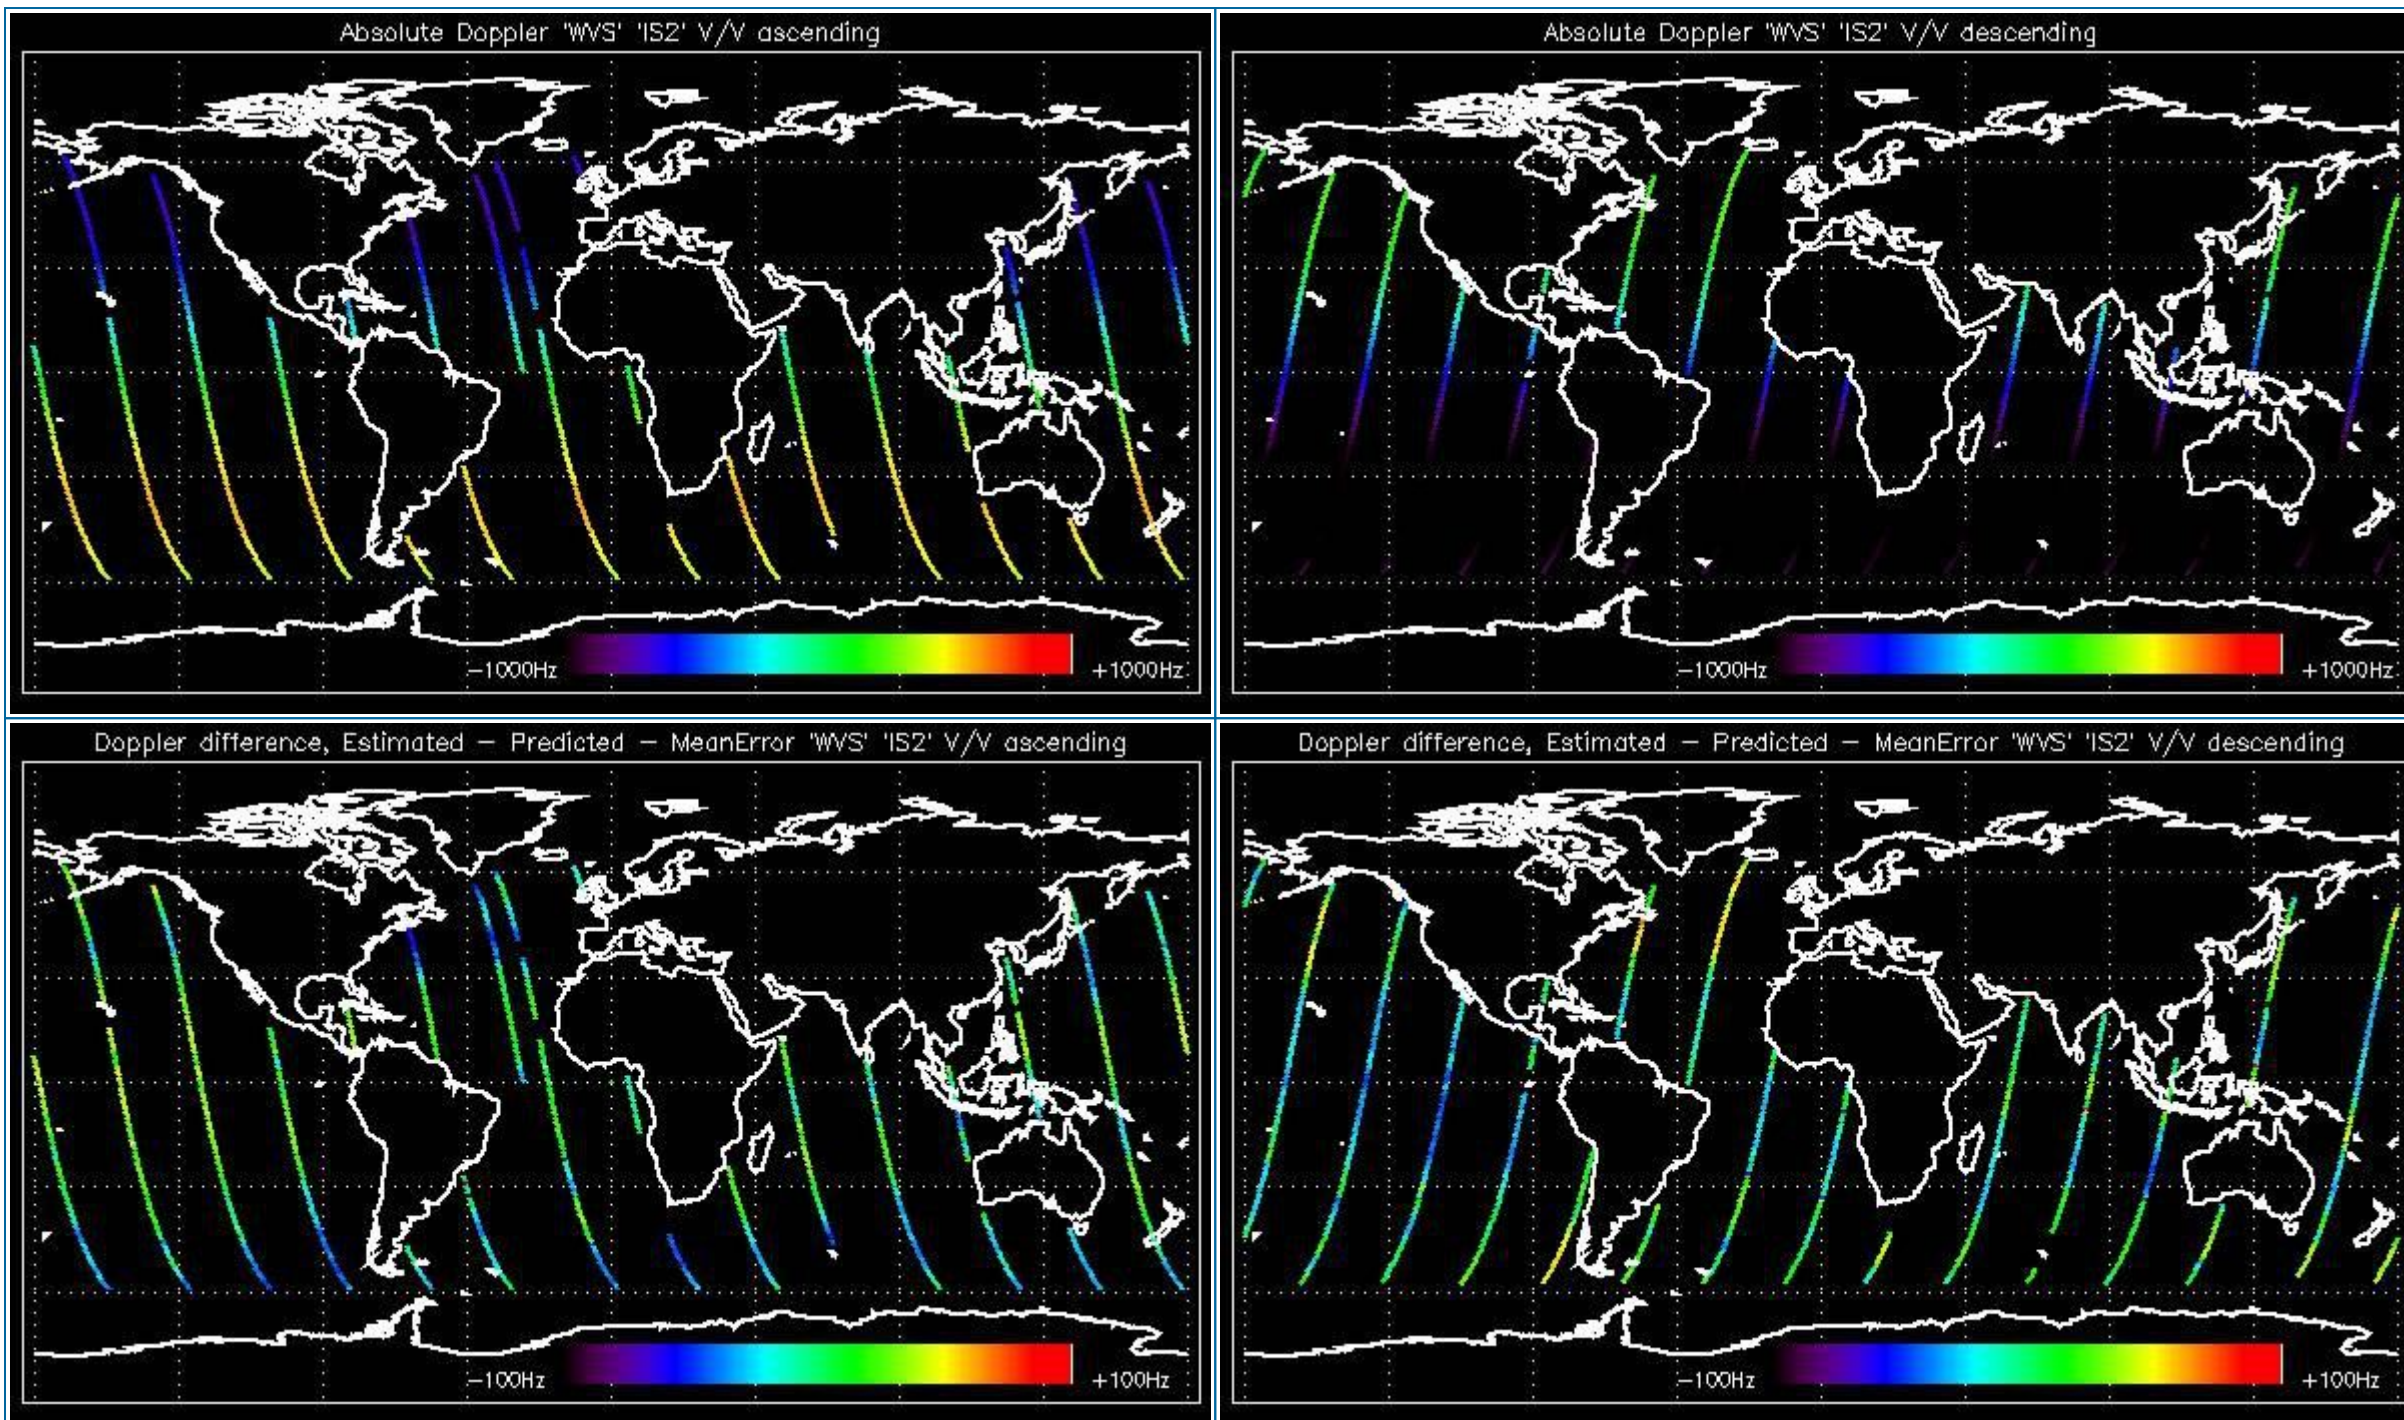 Absolute Doppler 'WVS' 'IS2' V/V ascending
-1000Hz
+1000Hz
Absolute Doppler 'WVS' 'IS2' V/V descending
-1000Hz
+1000Hz
Doppler difference, Estimated - Predicted - MeanError 'WVS' 'IS2' V/V ascending
-100Hz
+100Hz
Doppler difference, Estimated - Predicted - MeanError 'WVS' 'IS2' V/V descending
-100Hz
+100Hz